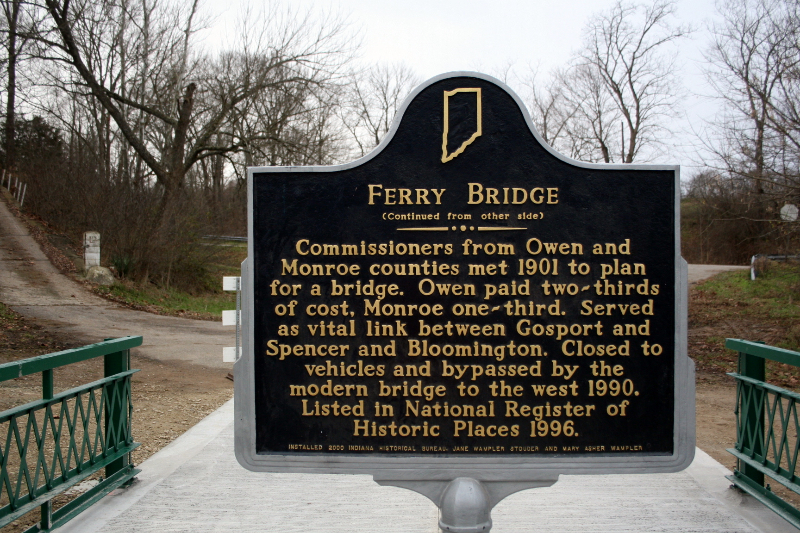 FERRY BRIDGE
(Continued from other side)
Commissioners from Owen and
Monroe counties met 1901 to plan
for a bridge. Owen paid two-thirds
of cost, Monroe one-third. Served
as vital link between Gosport and
Spencer and Bloomington. Closed to
vehicles and bypassed by the
modern bridge to the west 1990.
Listed in National Register of
Historic Places 1996.
INSTALLED 2000 INDIANA HISTORICAL BUREAU, JANE WAMPLER STOUDER AND MARY ASHER WAMPLER